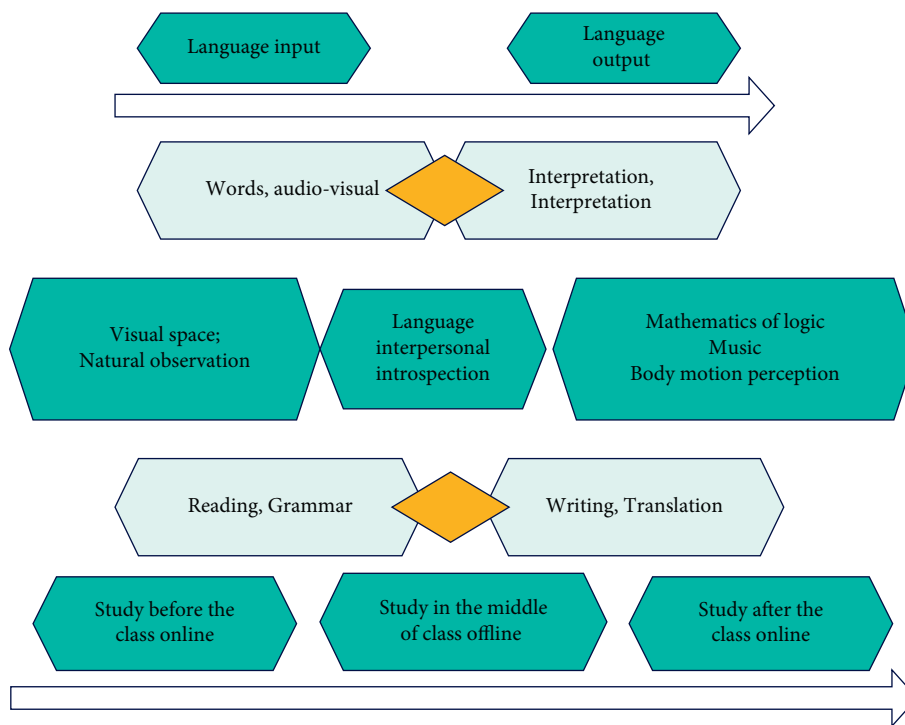 Language input
Language
output
Words, audio-visual
Interpretation,
Interpretation
Visual space;
Natural observation
Language
interpersonal
introspection
Mathematics of logic
Music
Body motion perception
Reading, Grammar
Writing, Translation
Study before the
class online
Study in the middle
of class offline
Study after the
class online